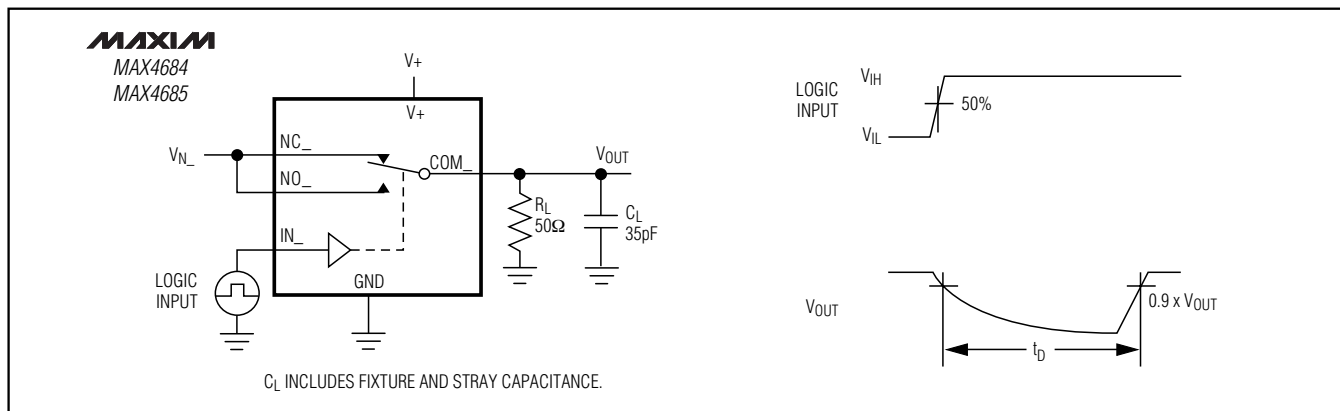 MAXIM
MAX4684
MAX4685
V+
V+
V_N_
NC_
NO_
COM_
V_OUT
IN_
R_L
50Ω
C_L
35pF
LOGIC
INPUT
GND
C_L INCLUDES FIXTURE AND STRAY CAPACITANCE.
LOGIC
INPUT
V_IH
50%
V_IL
V_OUT
0.9 x V_OUT
t_D